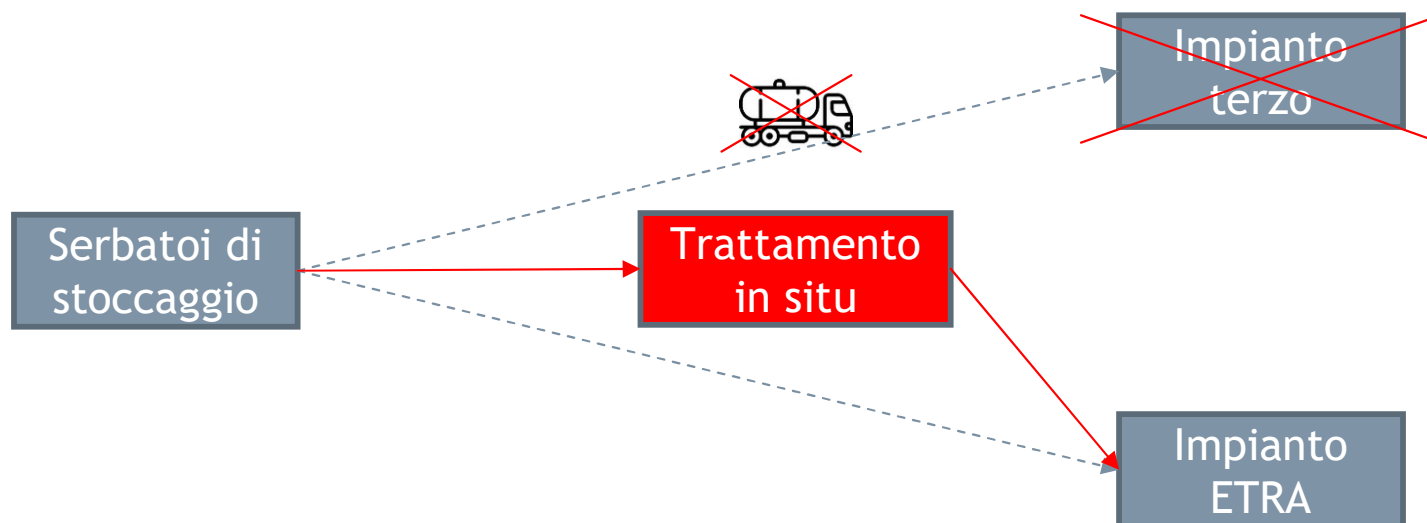 Impianto
terzo
Serbatoi di
stoccaggio
Trattamento
in situ
Impianto
ETRA